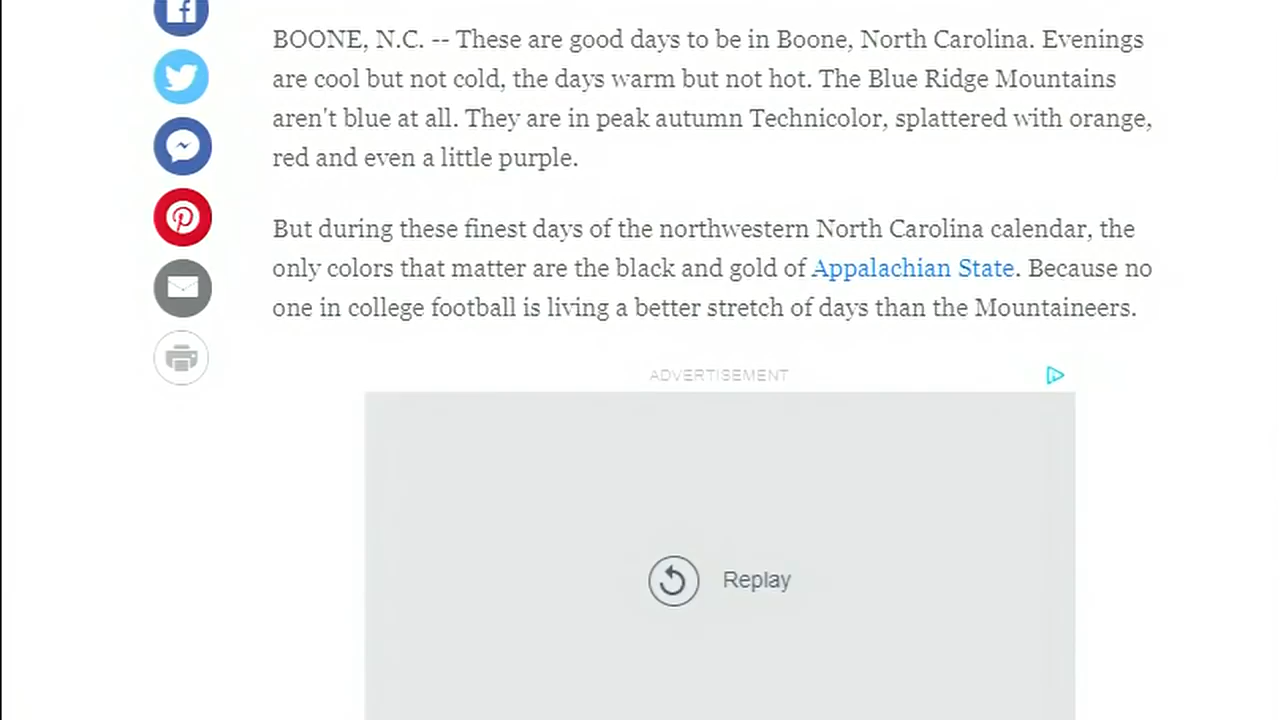 BOONE, N.C. -- These are good days to be in Boone, North Carolina. Evenings
are cool but not cold, the days warm but not hot. The Blue Ridge Mountains
aren't blue at all. They are in peak autumn Technicolor, splattered with orange,
red and even a little purple.
But during these finest days of the northwestern North Carolina calendar, the
only colors that matter are the black and gold of Appalachian State. Because no
one in college football is living a better stretch of days than the Mountaineers.
ADVERTISEMENT
Replay